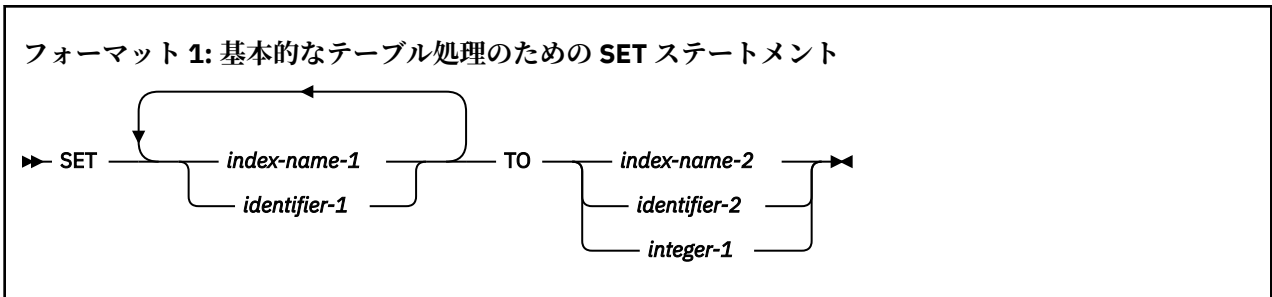 フォーマット 1: 基本的なテーブル処理のための SET ステートメント
SET index-name-1 TO index-name-2
identifier-1 identifier-2
integer-1